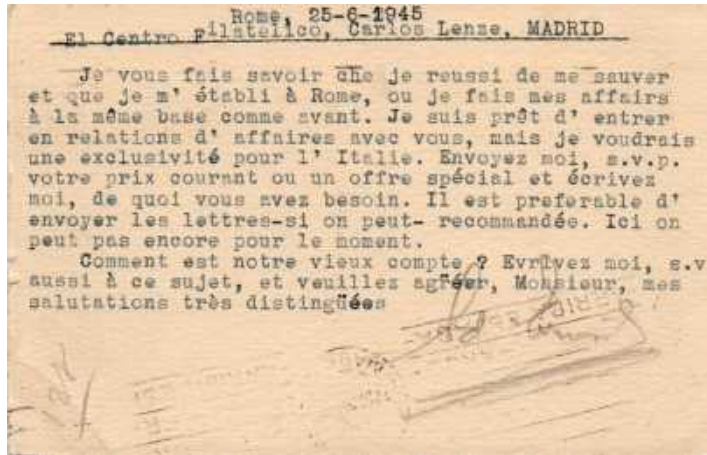 Rome, 25-6-1945
El Centro Filatelico, Carlos Lenze, MADRID
Je vous fais savoir che je reussi de me sauver
et que je m' établi à Rome, ou je fais mes affairs
à la même base comme avant. Je suis prêt d' entrer
en relations d' affaires avec vous, mais je voudrais
une exclusivité pour l' Italie. Envoyez moi, s.v.p.
votre prix courant ou un offre spécial et écrivez
moi, de quoi vous avez besoin. Il est preferable d'
envoyer les lettres-si on peut- recommandée. Ici on
peut pas encore pour le moment.
Comment est notre vieux compte ? Evrivez moi, s.v
aussi à ce sujet, et veuillez agréer, Monsieur, mes
salutations très distingüées